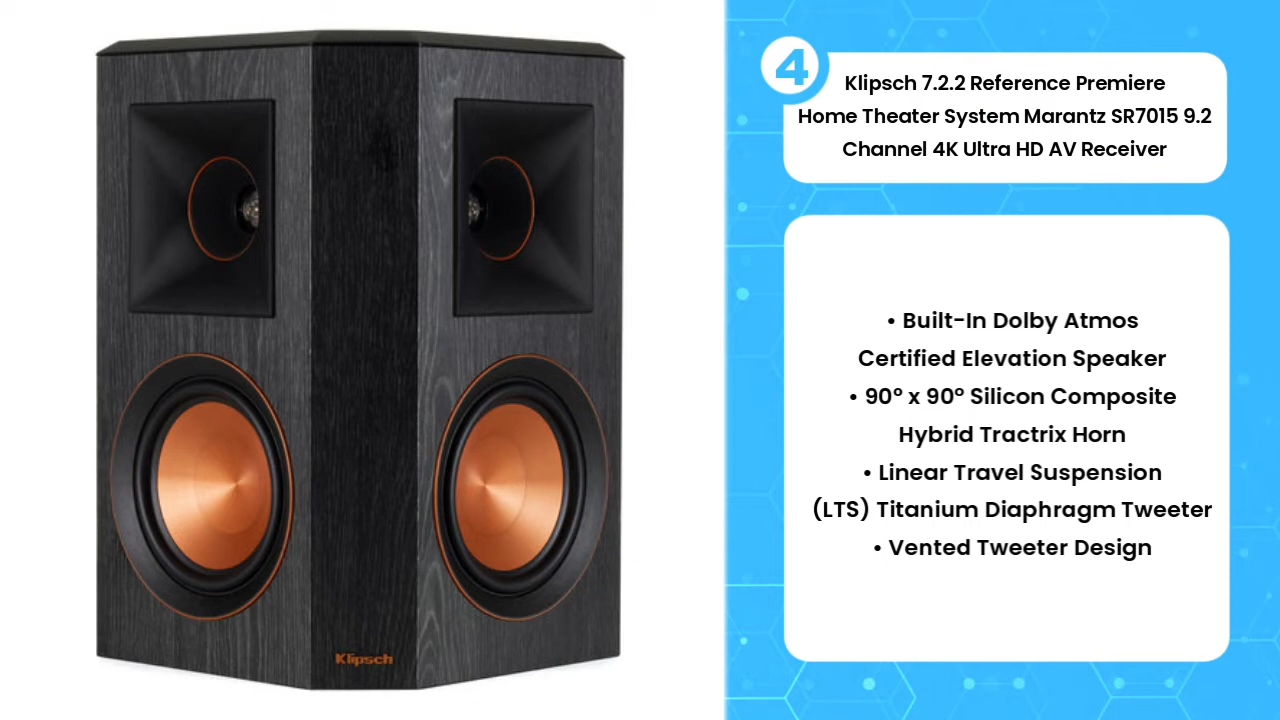 4
Klipsch 7.2.2 Reference Premiere
Home Theater System Marantz SR7015 9.2
Channel 4K Ultra HD AV Receiver
• Built-In Dolby Atmos
Certified Elevation Speaker
• 90° x 90° Silicon Composite
Hybrid Tractrix Horn
• Linear Travel Suspension
(LTS) Titanium Diaphragm Tweeter
• Vented Tweeter Design
Klipsch